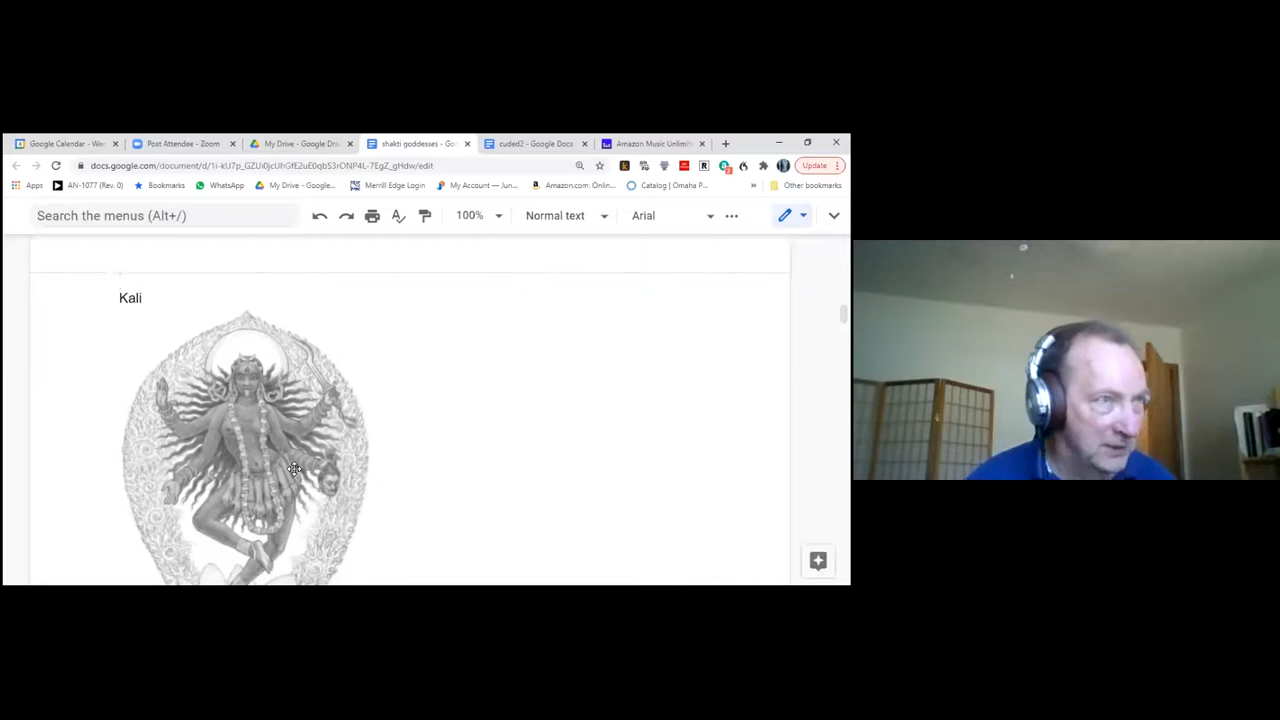 Google Calendar - We
Post Attendee - Zoom
My Drive - Google Dri
shakti goddesses - Go
cuded2 - Google Docs
Amazon Music Unlimit
docs.google.com/document/d/
/edit
Update
Apps
AN-1077 (Rev. 0)
Bookmarks
WhatsApp
My Drive - Google...
Merrill Edge Login
My Account — Jun...
Amazon.com: Onlin...
Catalog | Omaha P...
»
Other bookmarks
Search the menus (Alt+/)
100%
Normal text
Arial
Kali